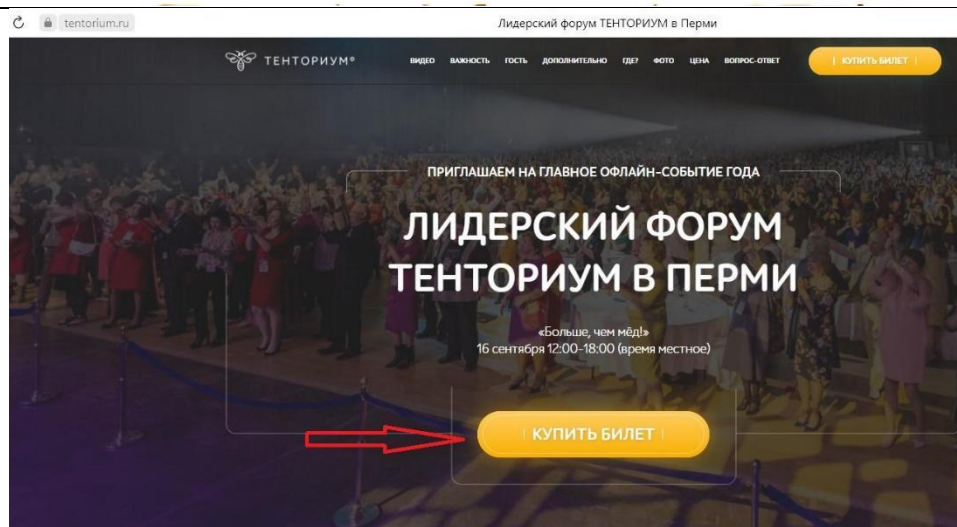 tentorium.ru
Лидерский форум ТЕНТОРИУМ в Перми
ТЕНТОРИУМ®
ВИДЕО ВАЖНОСТЬ ГОСТЬ ДОПОЛНИТЕЛЬНО ГДЕ? ФОТО ЦЕНА ВОПРОС-ОТВЕТ
КУПИТЬ БИЛЕТ
ПРИГЛАШАЕМ НА ГЛАВНОЕ ОФЛАЙН-СОБЫТИЕ ГОДА
ЛИДЕРСКИЙ ФОРУМ
ТЕНТОРИУМ В ПЕРМИ
«Больше, чем мёд!»
16 сентября 12:00-18:00 (время местное)
КУПИТЬ БИЛЕТ